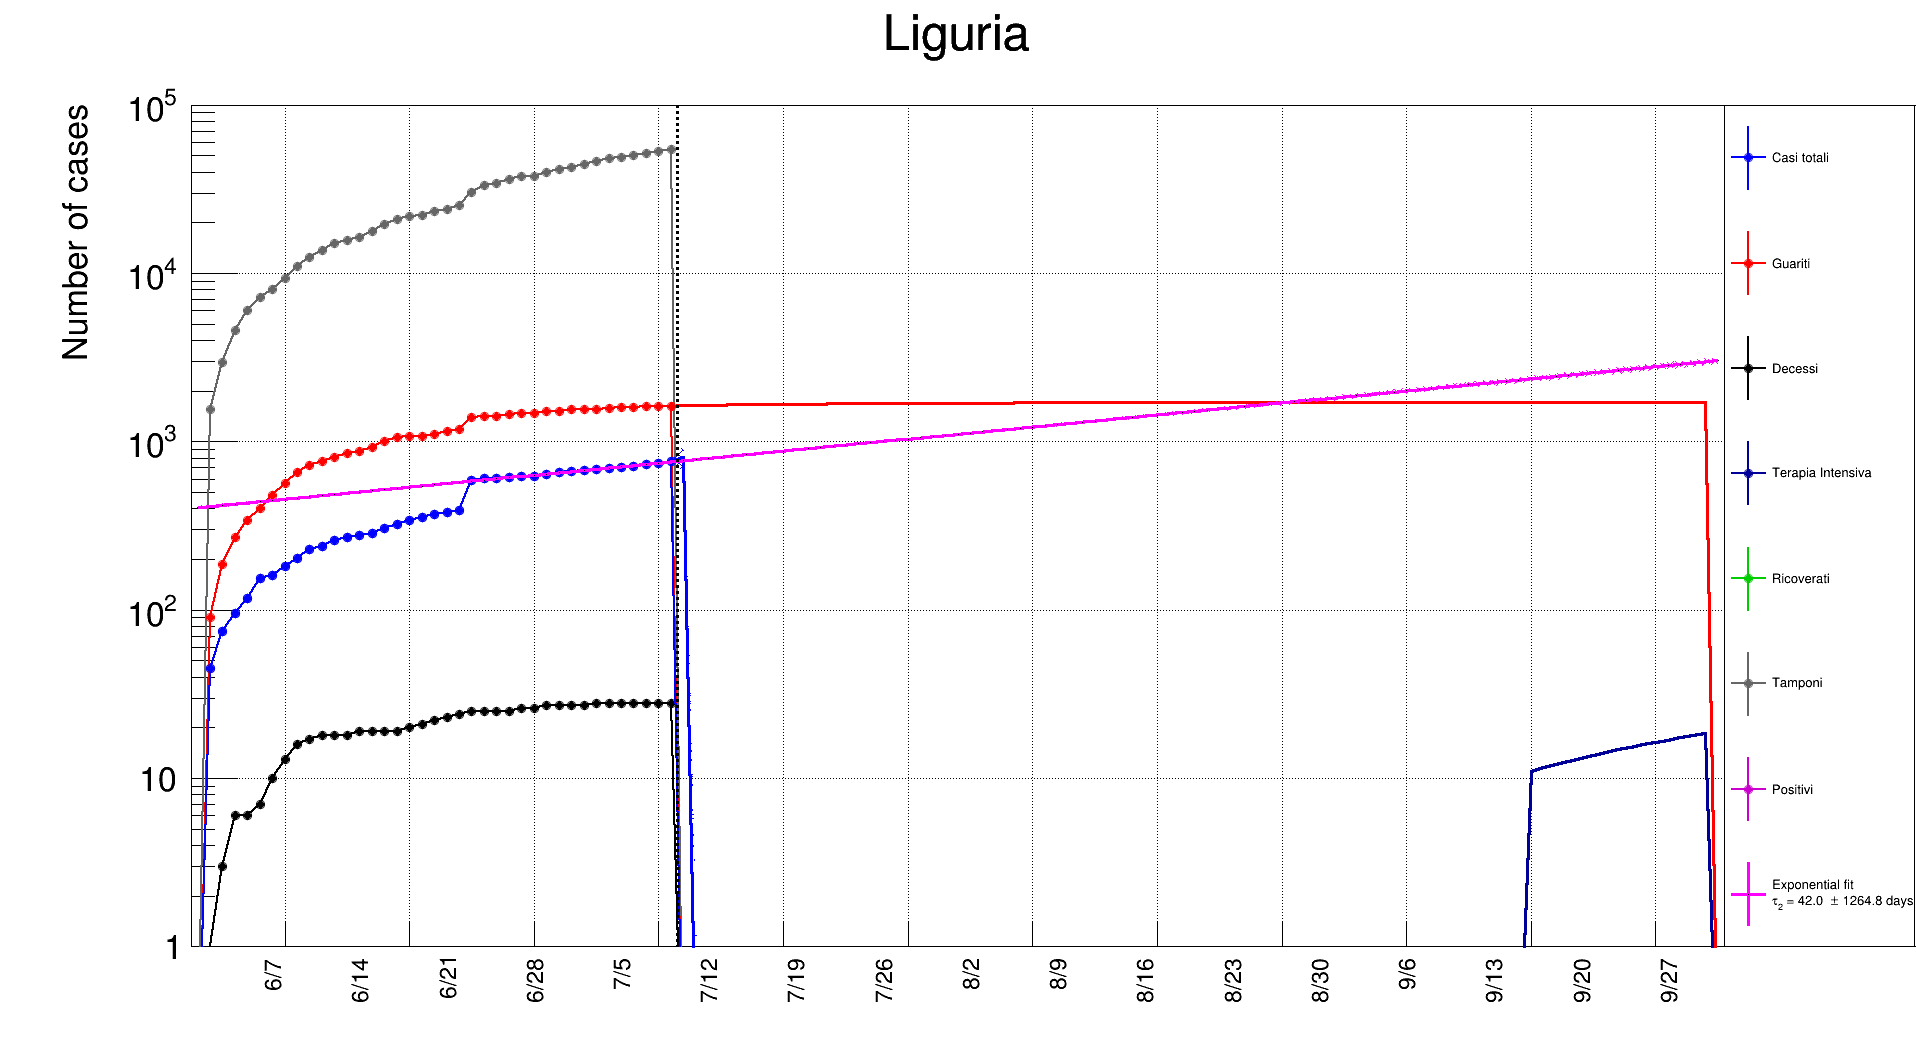 Liguria
Number of cases
10^5
10^4
10^3
10^2
10
1
6/7 6/14 6/21 6/28 7/5 7/12 7/19 7/26 8/2 8/9 8/16 8/23 8/30 9/6 9/13 9/20 9/27
Casi totali
Guariti
Decessi
Terapia Intensiva
Ricoverati
Tamponi
Positivi
Exponential fit
τ_2 = 42.0 ± 1264.8 days